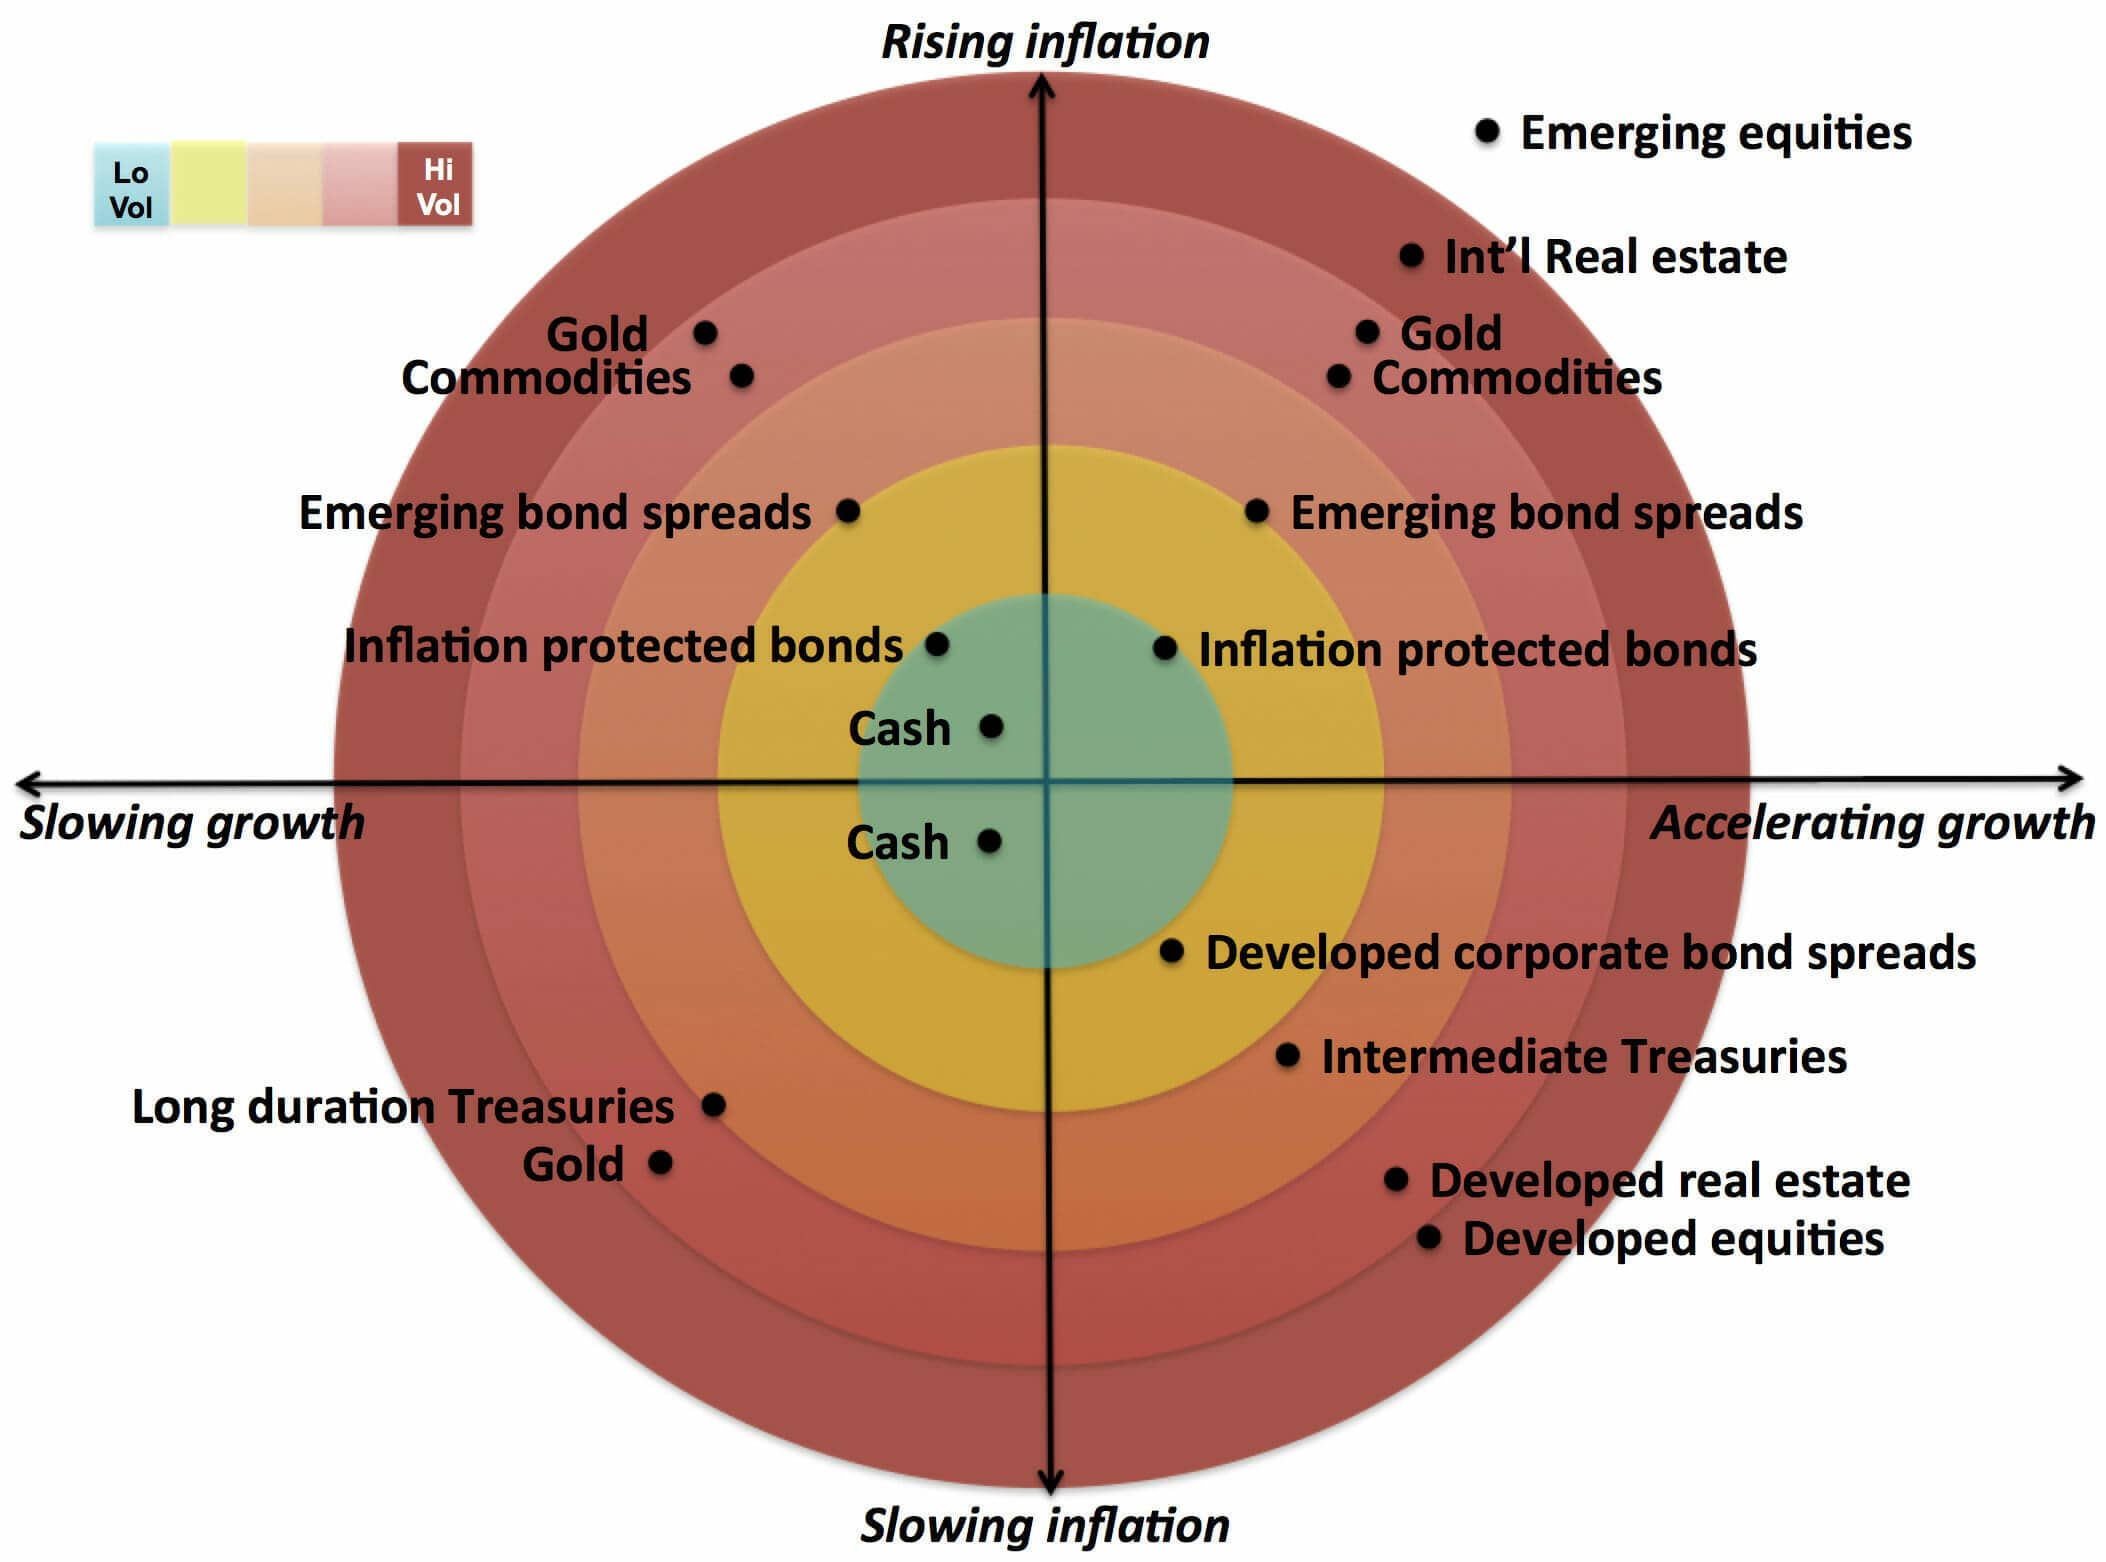 Rising inflation
Emerging equities
Lo
Vol
Hi
Vol
Int'l Real estate
Gold
Gold
Commodities
Commodities
Emerging bond spreads
Emerging bond spreads
Inflation protected bonds
Inflation protected bonds
Cash
Slowing growth
Accelerating growth
Cash
Developed corporate bond spreads
Intermediate Treasuries
Long duration Treasuries
Gold
Developed real estate
Developed equities
Slowing inflation